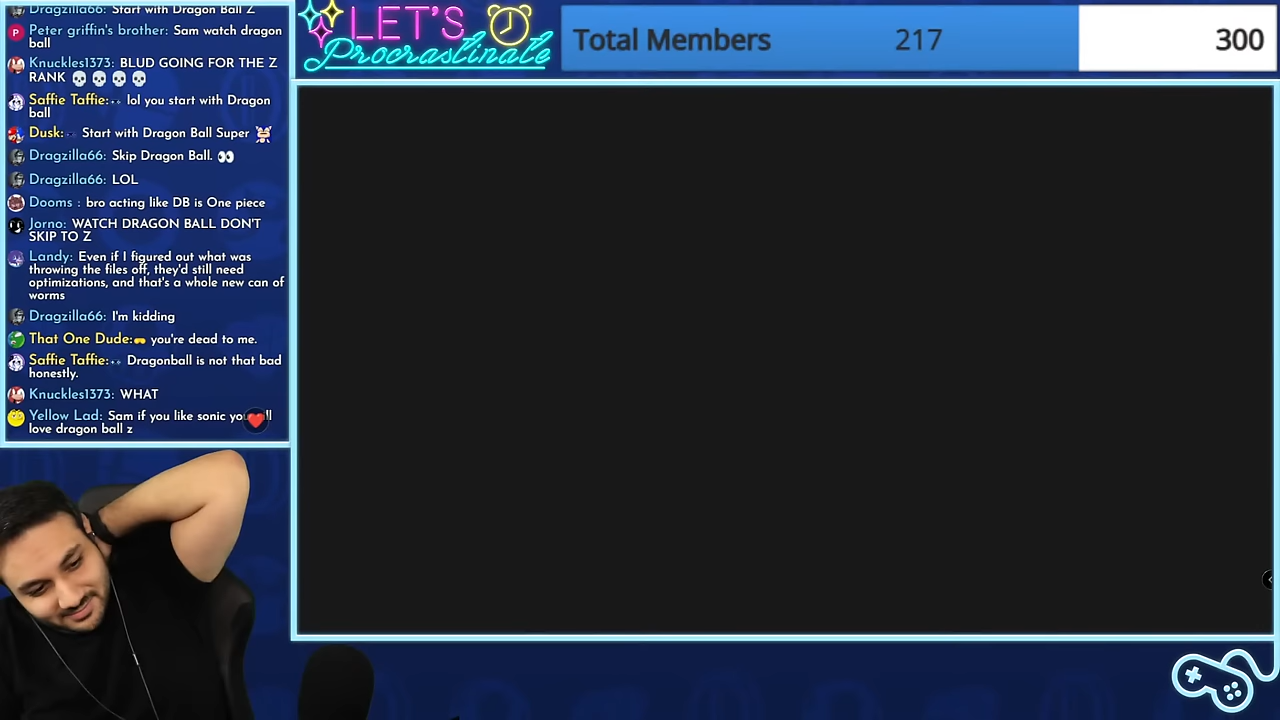 Dragzilla66: Start with Dragon Ball Z
Peter griffin's brother: Sam watch dragon
ball
Knuckles1373: BLUD GOING FOR THE Z
RANK 💀 💀 💀 💀
Saffie Taffie: lol you start with Dragon
ball
Dusk: Start with Dragon Ball Super
Dragzilla66: Skip Dragon Ball. 👀
Dragzilla66: LOL
Dooms : bro acting like DB is One piece
Jorno: WATCH DRAGON BALL DON'T
SKIP TO Z
Landy: Even if I figured out what was
throwing the files off, they'd still need
optimizations, and that's a whole new can of
worms
Dragzilla66: I'm kidding
That One Dude: you're dead to me.
Saffie Taffie: Dragonball is not that bad
honestly.
Knuckles1373: WHAT
Yellow Lad: Sam if you like sonic
love dragon ball z
LET'S
Procrastinate
Total Members 217 300
P